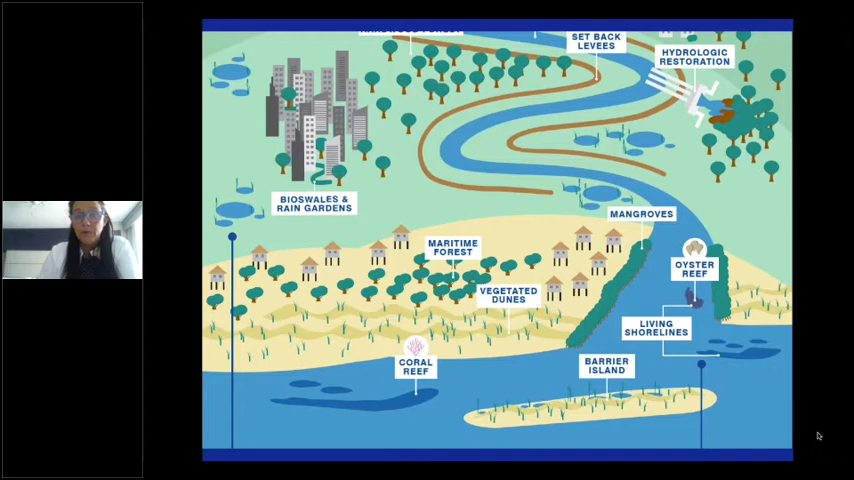 SET BACK
LEVEES
HYDROLOGIC
RESTORATION
BIOSWALES &
RAIN GARDENS
MANGROVES
MARITIME
FOREST
OYSTER
REEF
VEGETATED
DUNES
LIVING
SHORELINES
CORAL
REEF
BARRIER
ISLAND